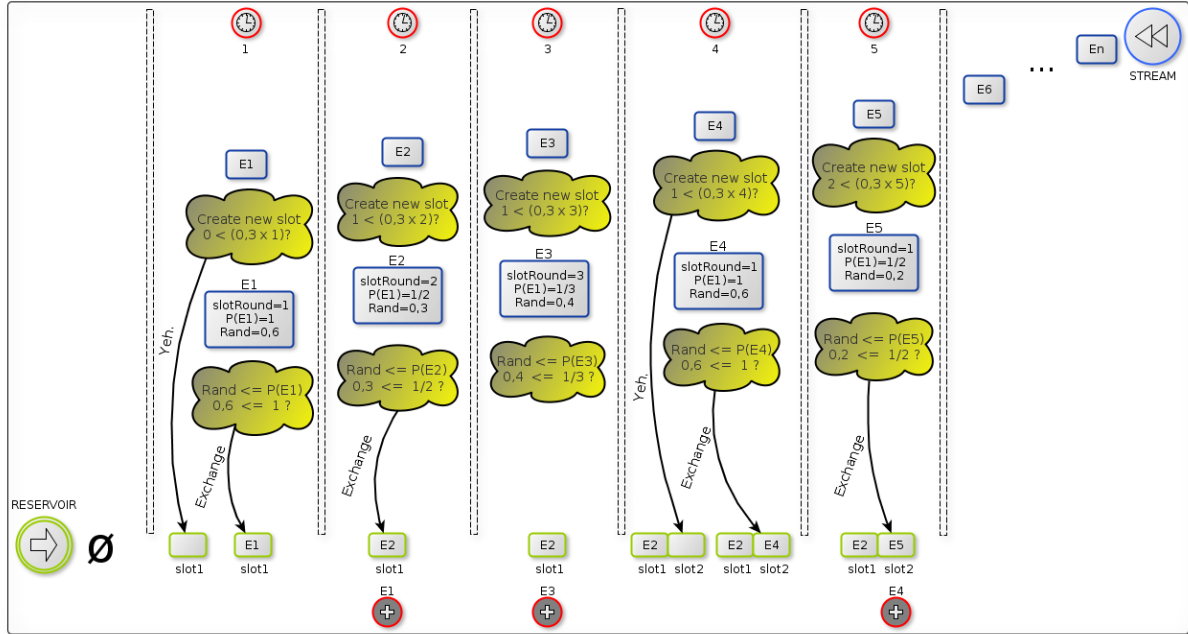 1
2
3
4
5
En
STREAM
E6
...
E1
Create new slot
0 < (0,3 x 1)?
E1
slotRound=1
P(E1)=1
Rand=0,6
Yeh.
Rand <= P(E1)
0,6 <= 1 ?
Exchange
E2
Create new slot
1 < (0,3 x 2)?
E2
slotRound=2
P(E1)=1/2
Rand=0,3
Rand <= P(E2)
0,3 <= 1/2 ?
Exchange
E3
Create new slot
1 < (0,3 x 3)?
E3
slotRound=3
P(E1)=1/3
Rand=0,4
Rand <= P(E3)
0,4 <= 1/3 ?
E4
Create new slot
1 < (0,3 x 4)?
E4
slotRound=1
P(E1)=1
Rand=0,6
Yeh.
Rand <= P(E4)
0,6 <= 1 ?
Exchange
E5
Create new slot
2 < (0,3 x 5)?
E5
slotRound=1
P(E1)=1/2
Rand=0,2
Rand <= P(E5)
0,2 <= 1/2 ?
Exchange
RESERVOIR
Ø
slot1
E1
slot1
E2
slot1
E1
E2
slot1
E3
E2
slot1 slot2
E2 E4
slot1 slot2
E2 E5
slot1 slot2
E4